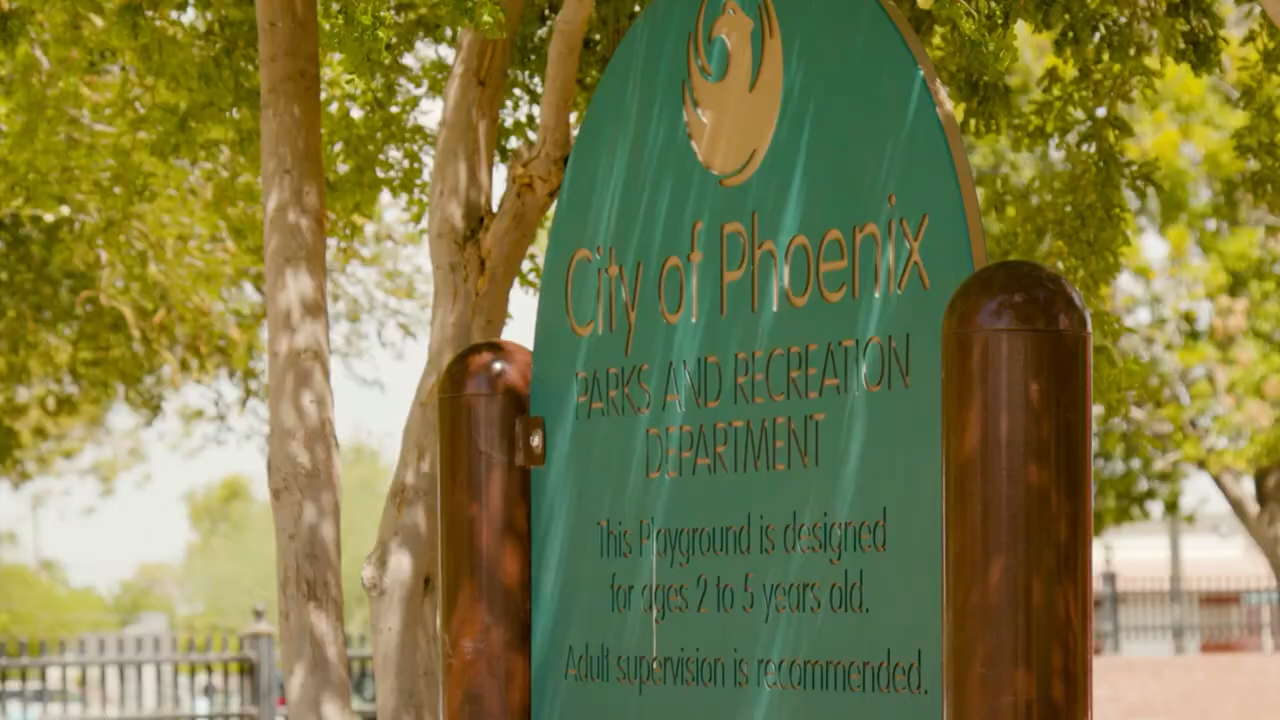 City of Phoenix
PARKS AND RECREATION
DEPARTMENT
This Playground is designed
for ages 2 to 5 years old.
Adult supervision is recommended.